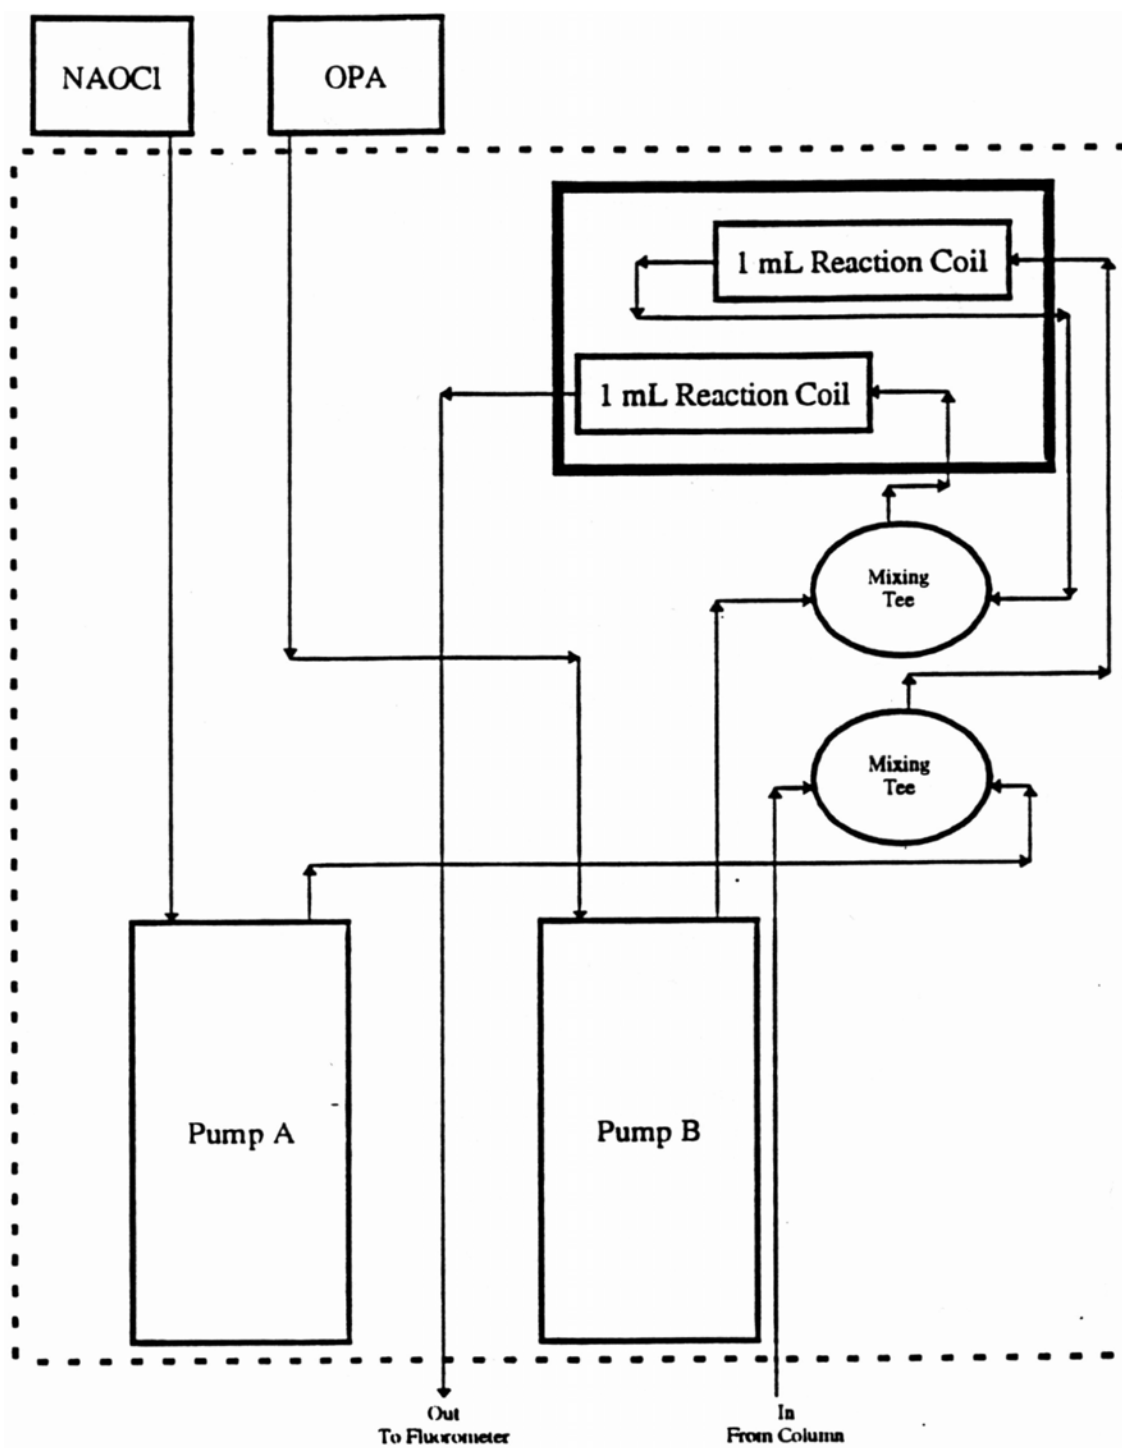 NAOCl
OPA
1 mL Reaction Coil
1 mL Reaction Coil
Mixing
Tee
Mixing
Tee
Pump A
Pump B
Out
To Fluorometer
In
From Column